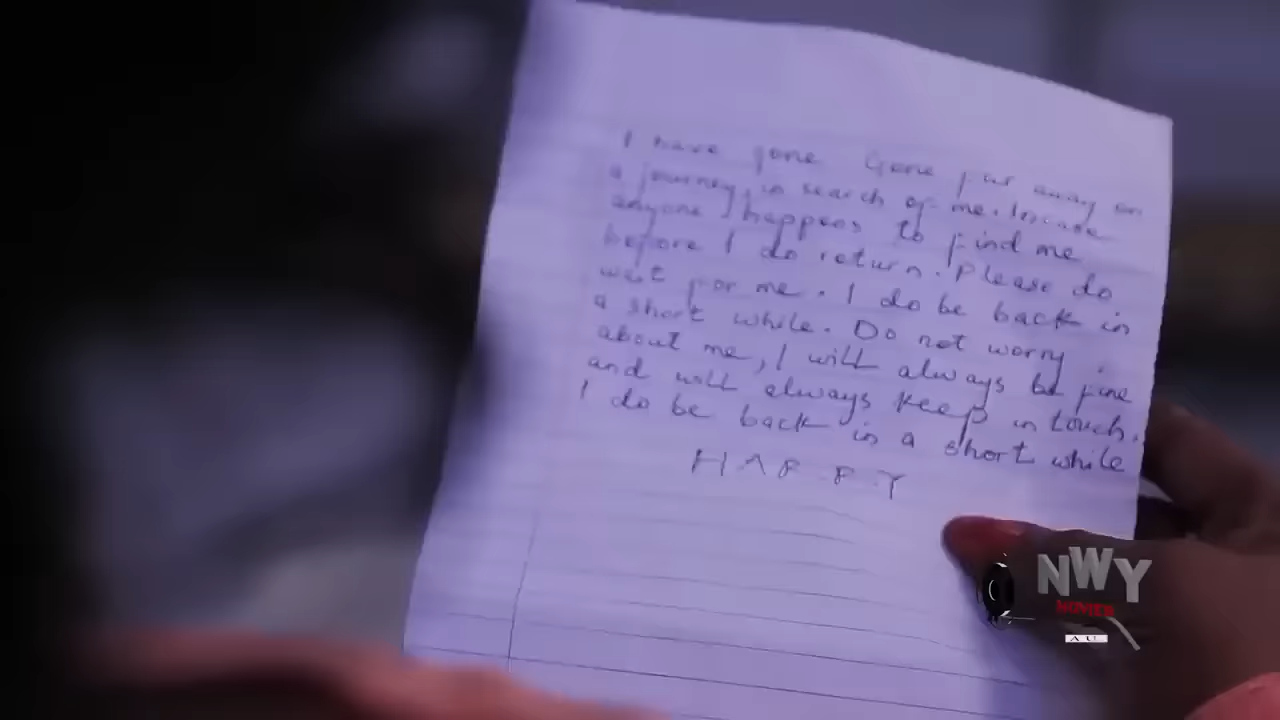 I have gone. Gone far away on
a journey, in search of me. Incase
anyone happens to find me
before I do return. Please do
wait for me. I do be back in
a short while. Do not worry
about me, I will always be fine
and will always keep in touch.
I do be back in a short while
HAPPY
NWY
MOVIES
A U